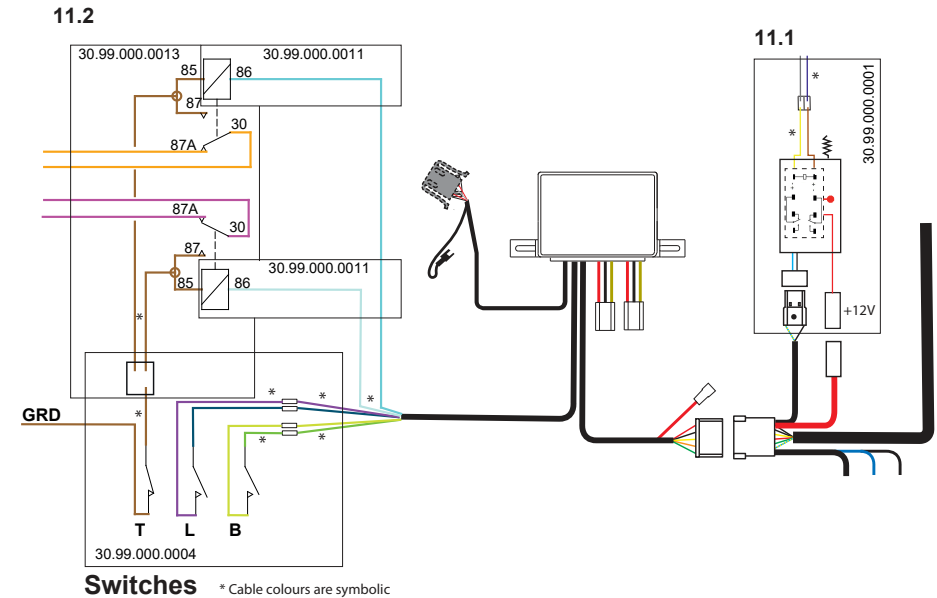 11.2
11.1
30.99.000.0013
30.99.000.0011
85
86
87
30
87A
30.99.000.0001
*
*
87A
30
87
30.99.000.0011
85
86
+12V
*
*
*
*
*
*
*
GRD
T
L
B
30.99.000.0004
Switches
* Cable colours are symbolic